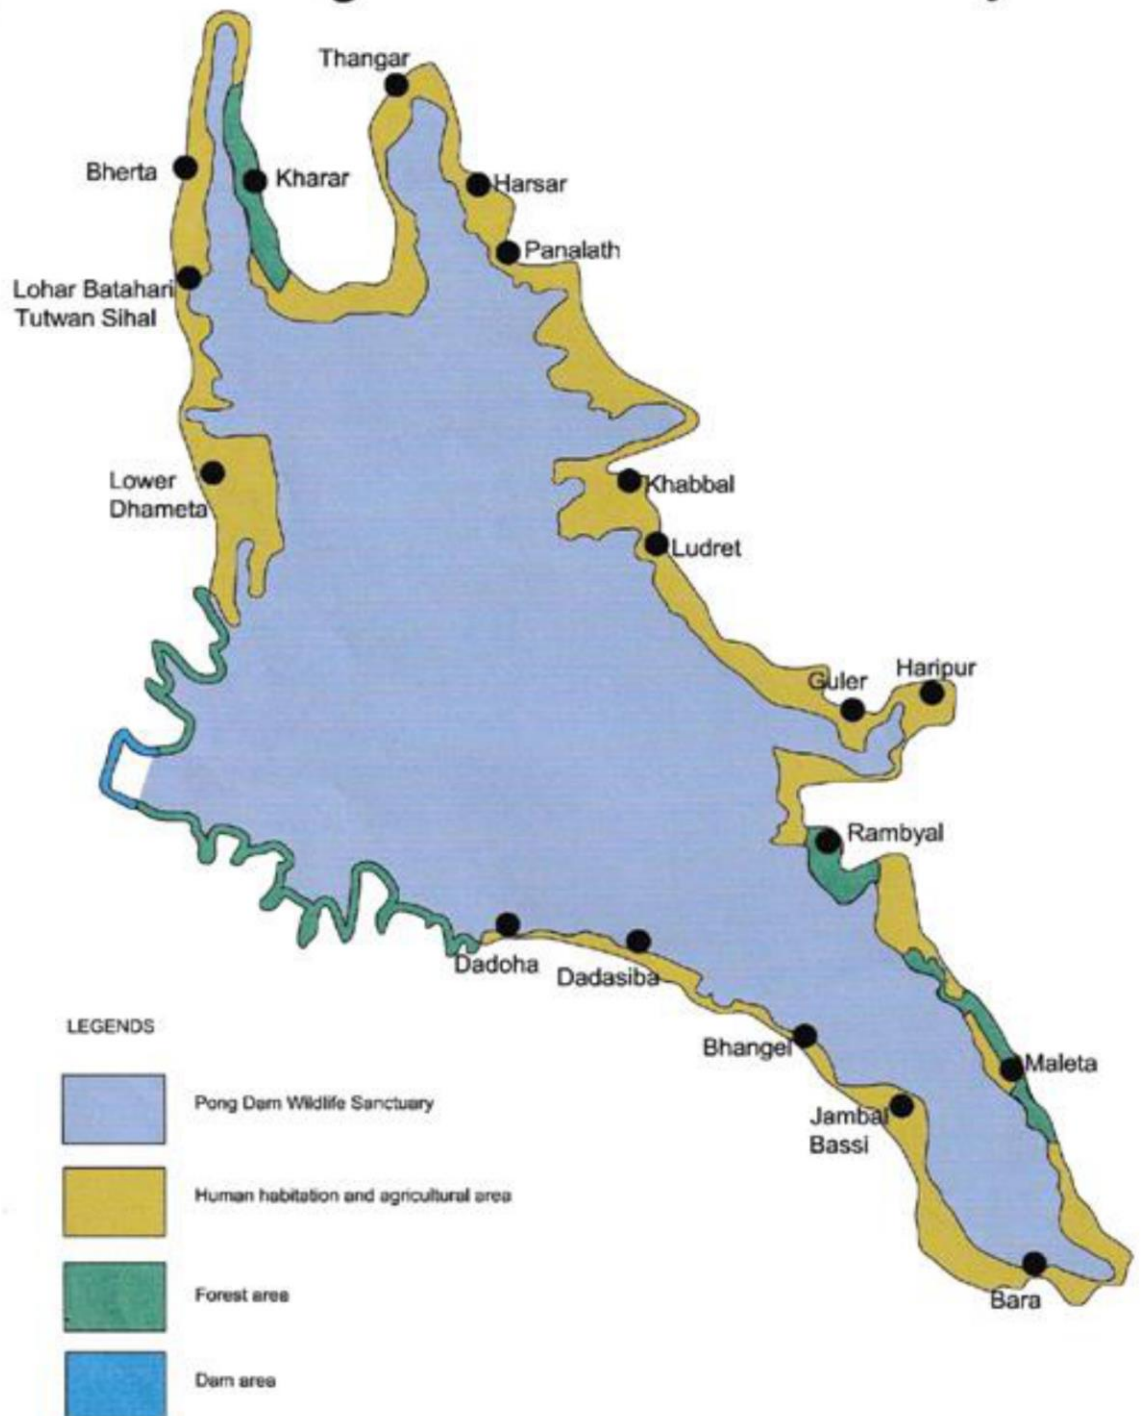 Thangar
Bherta
Kharar
Harsar
Panalath
Lohar Batahari
Tutwan Sihal
Lower
Dhameta
Khabbal
Ludret
Guler
Haripur
Rambyal
Dadoha
Dadasiba
Bhangel
Maleta
Jambal
Bassi
Bara
LEGENDS
Pong Dam Wildlife Sanctuary
Human habitation and agricultural area
Forest area
Dam area